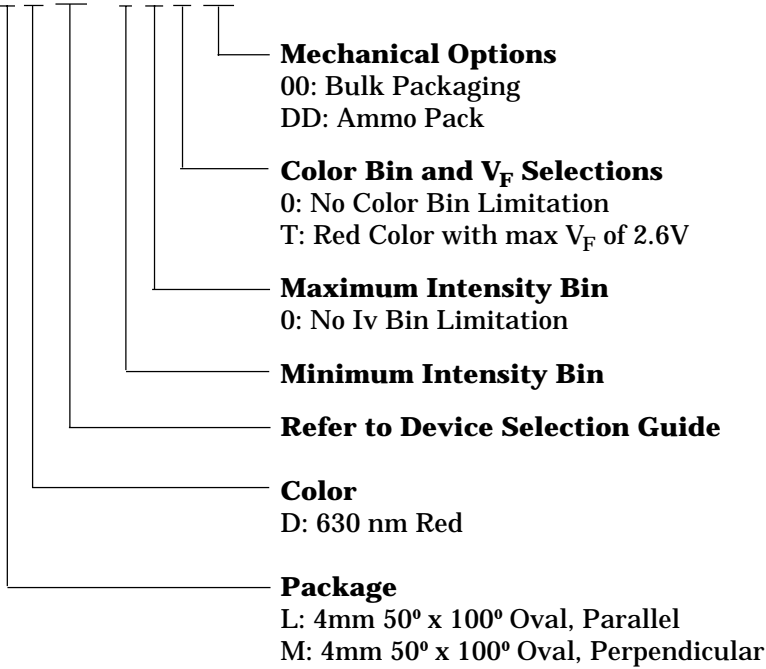 Mechanical Options
00: Bulk Packaging
DD: Ammo Pack
Color Bin and VF Selections
0: No Color Bin Limitation
T: Red Color with max VF of 2.6V
Maximum Intensity Bin
0: No Iv Bin Limitation
Minimum Intensity Bin
Refer to Device Selection Guide
Color
D: 630 nm Red
Package
L: 4mm 50º x 100º Oval, Parallel
M: 4mm 50º x 100º Oval, Perpendicular